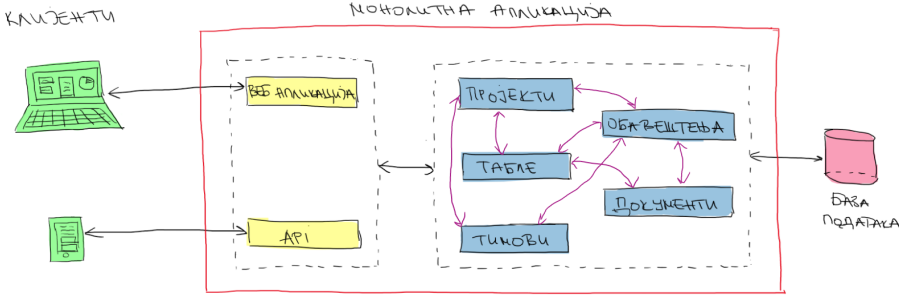 КЛИЈЕНТИ
МОНОЛИТНА АПЛИКАЦИЈА
ВЕБ АПЛИКАЦИЈА
ПРОЈЕКТИ
ОБАВЕШТЕЊА
ТАБЛЕ
ДОКУМЕНТИ
API
ТИМОВИ
БАЗА
ПОДАТАКА